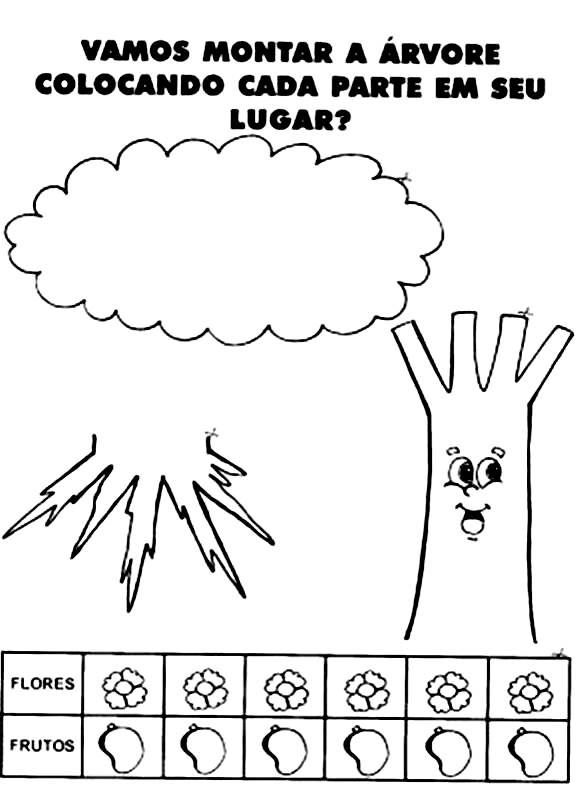 VAMOS MONTAR A ÁRVORE
COLOCANDO CADA PARTE EM SEU
LUGAR?
FLORES
FRUTOS